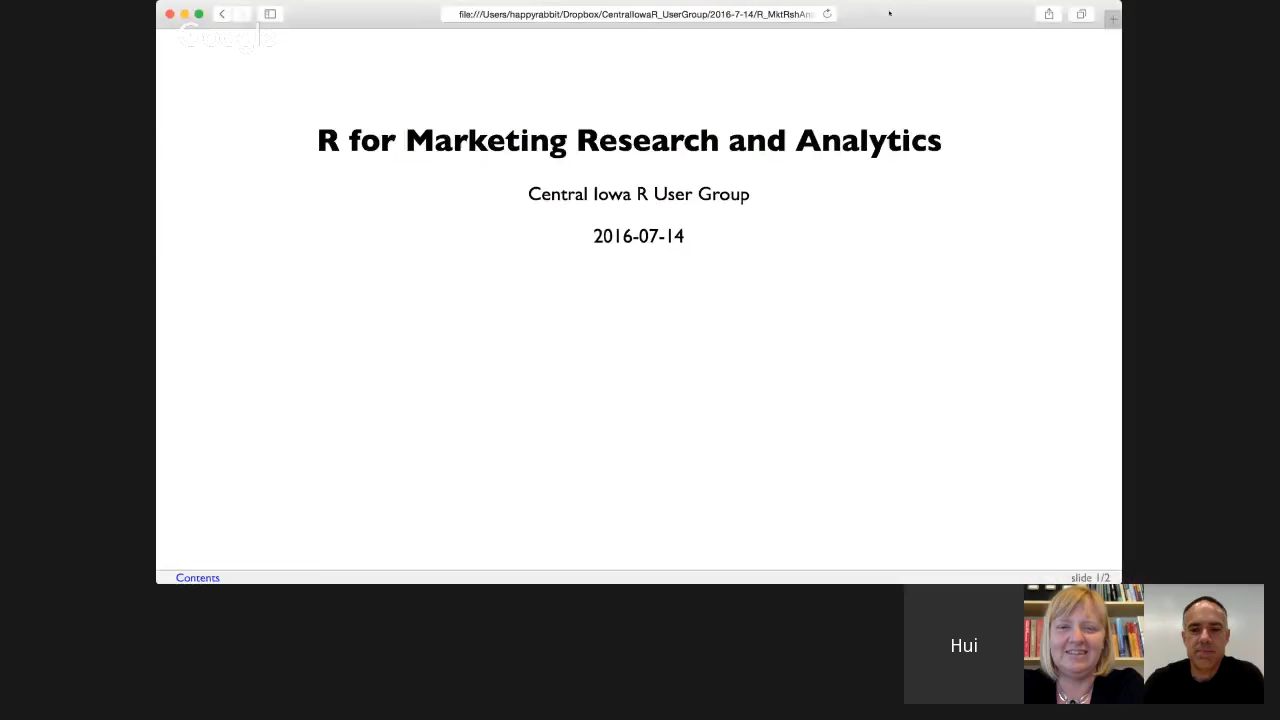 file:///Users/happyrabbit/Dropbox/CentralIowaR_UserGroup/2016-7-14/R_MktRshAn
Google
R for Marketing Research and Analytics
Central Iowa R User Group
2016-07-14
Contents
slide 1/2
Hui